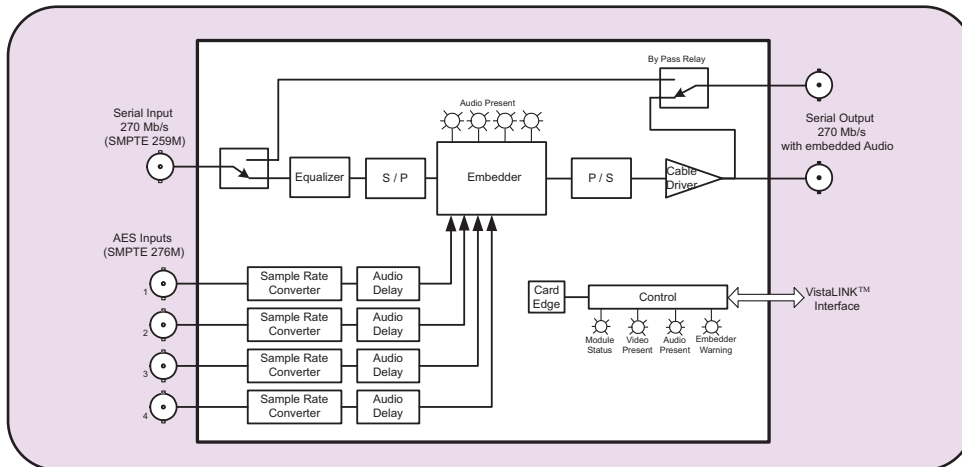 By Pass Relay
Serial Input
270 Mb/s
(SMPTE 259M)
Audio Present
Serial Output
270 Mb/s
with embedded Audio
Equalizer
S / P
Embedder
P / S
Cable
Driver
AES Inputs
(SMPTE 276M)
1
Sample Rate
Converter
Audio
Delay
2
Sample Rate
Converter
Audio
Delay
3
Sample Rate
Converter
Audio
Delay
4
Sample Rate
Converter
Audio
Delay
Card
Edge
Control
VistaLINK™
Interface
Module
Status
Video
Present
Audio
Present
Embedder
Warning